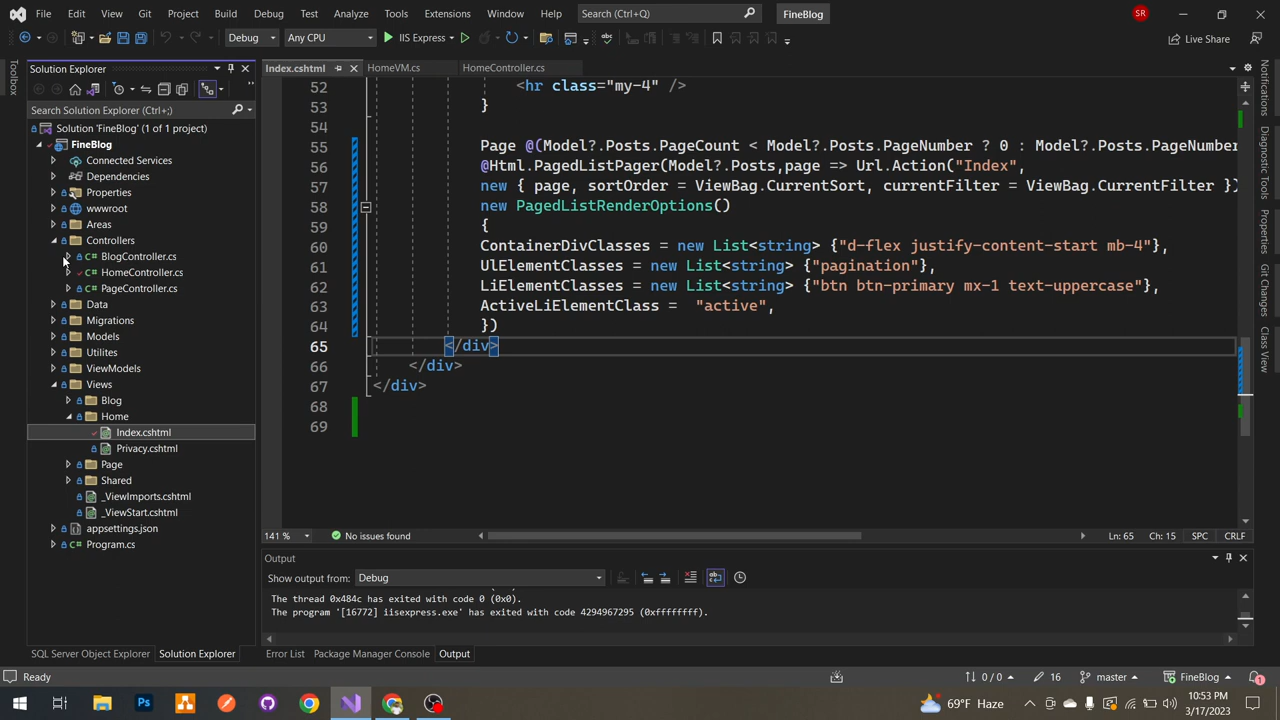 File Edit View Git Project Build Debug Test Analyze Tools Extensions Window Help Search (Ctrl+Q) FineBlog SR
Debug Any CPU IIS Express Live Share
Toolbox
Solution Explorer
Search Solution Explorer (Ctrl+;)
Solution 'FineBlog' (1 of 1 project)
FineBlog
Connected Services
Dependencies
Properties
wwwroot
Areas
Controllers
BlogController.cs
HomeController.cs
PageController.cs
Data
Migrations
Models
Utilites
ViewModels
Views
Blog
Home
Index.cshtml
Privacy.cshtml
Page
Shared
_ViewImports.cshtml
_ViewStart.cshtml
appsettings.json
Program.cs
SQL Server Object Explorer Solution Explorer
Index.cshtml HomeVM.cs HomeController.cs
52 <hr class="my-4" />
53 }
54
55 Page @(Model?.Posts.PageCount < Model?.Posts.PageNumber ? 0 : Model?.Posts.PageNumber
56 @Html.PagedListPager(Model?.Posts,page => Url.Action("Index",
57 new { page, sortOrder = ViewBag.CurrentSort, currentFilter = ViewBag.CurrentFilter })
58 new PagedListRenderOptions()
59 {
60 ContainerDivClasses = new List<string> {"d-flex justify-content-start mb-4"},
61 UlElementClasses = new List<string> {"pagination"},
62 LiElementClasses = new List<string> {"btn btn-primary mx-1 text-uppercase"},
63 ActiveLiElementClass = "active",
64 })
65 </div>
66 </div>
67 </div>
68
69
141 % No issues found Ln: 65 Ch: 15 SPC CRLF
Output
Show output from: Debug
The thread 0x484c has exited with code 0 (0x0).
The program '[16772] iisexpress.exe' has exited with code 4294967295 (0xffffffff).
Error List Package Manager Console Output
Notifications
Git Changes
Class View
Ready 0 / 0 16 master FineBlog 1
Ps 69°F Haze 10:53 PM
3/17/2023